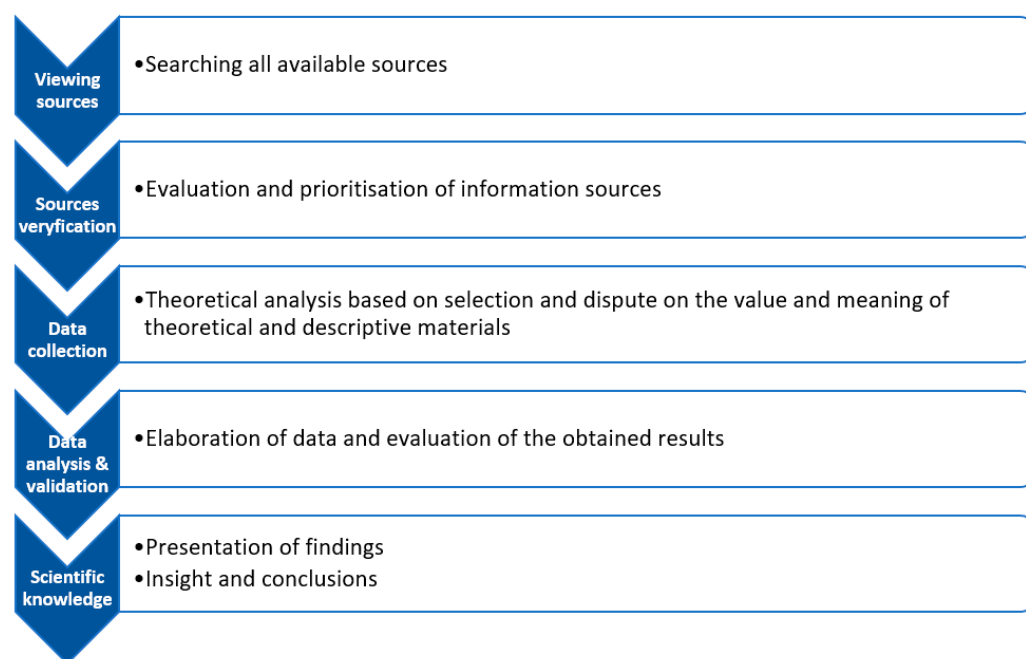 Viewing
sources
•Searching all available sources
Sources
veryfication
•Evaluation and prioritisation of information sources
Data
collection
•Theoretical analysis based on selection and dispute on the value and meaning of
theoretical and descriptive materials
Data
analysis &
validation
•Elaboration of data and evaluation of the obtained results
Scientific
knowledge
•Presentation of findings
•Insight and conclusions